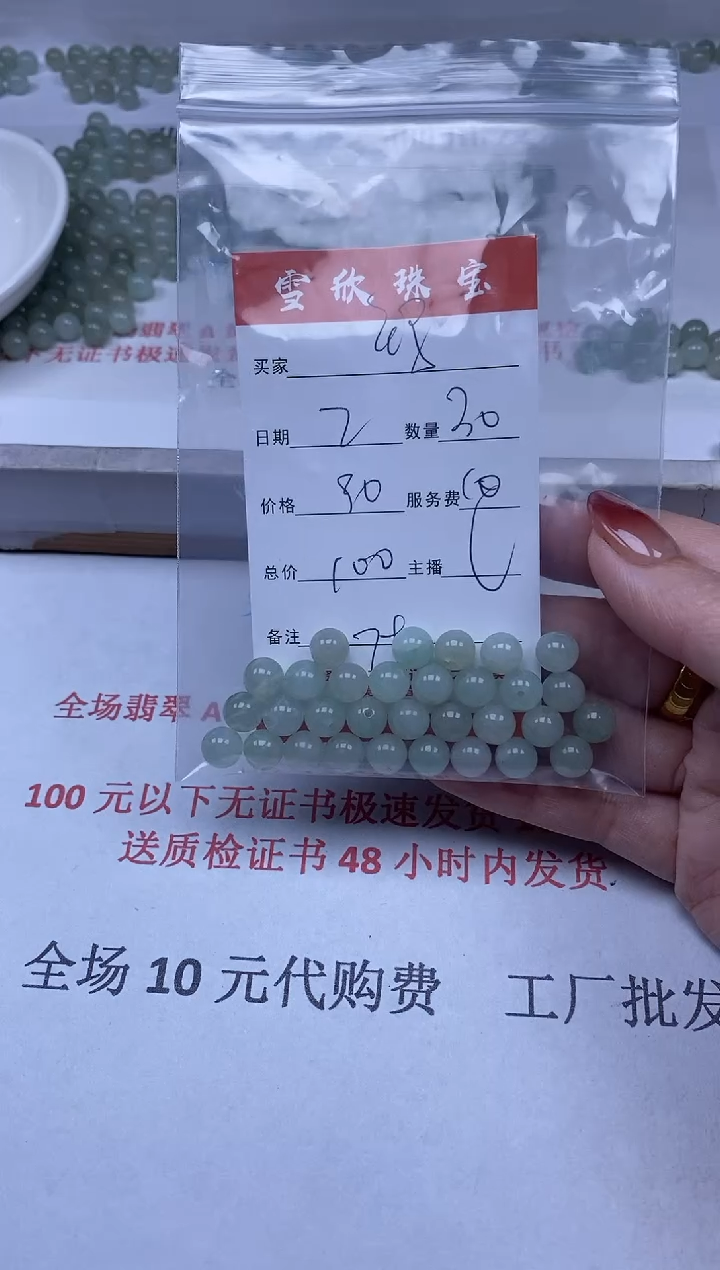 雪欣珠宝
买家
日期 2 数量 30
价格 90 服务费 10
总价 100 主播
备注
全场翡翠 A
100 元以下无证书极速发货
送质检证书 48 小时内发货
全场 10 元代购费 工厂批发